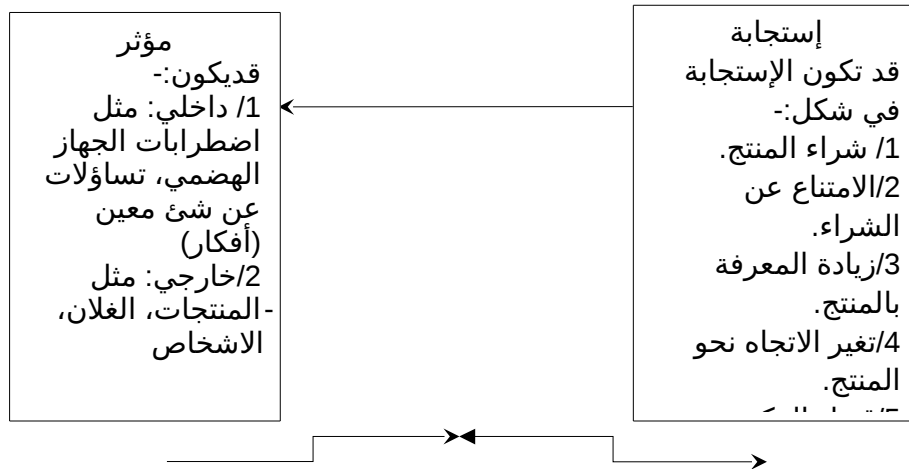 إستجابة
قد تكون الإستجابة
في شكل:-
1/ شراء المنتج.
2/الامتناع عن
الشراء.
3/زيادة المعرفة
بالمنتج.
4/تغير الاتجاه نحو
المنتج.
مؤثر
قديكون:-
1/ داخلي: مثل
اضطرابات الجهاز
الهضمي، تساؤلات
عن شئ معين
(أفكار)
2/خارجي: مثل
-المنتجات، الغلان،
الاشخاص